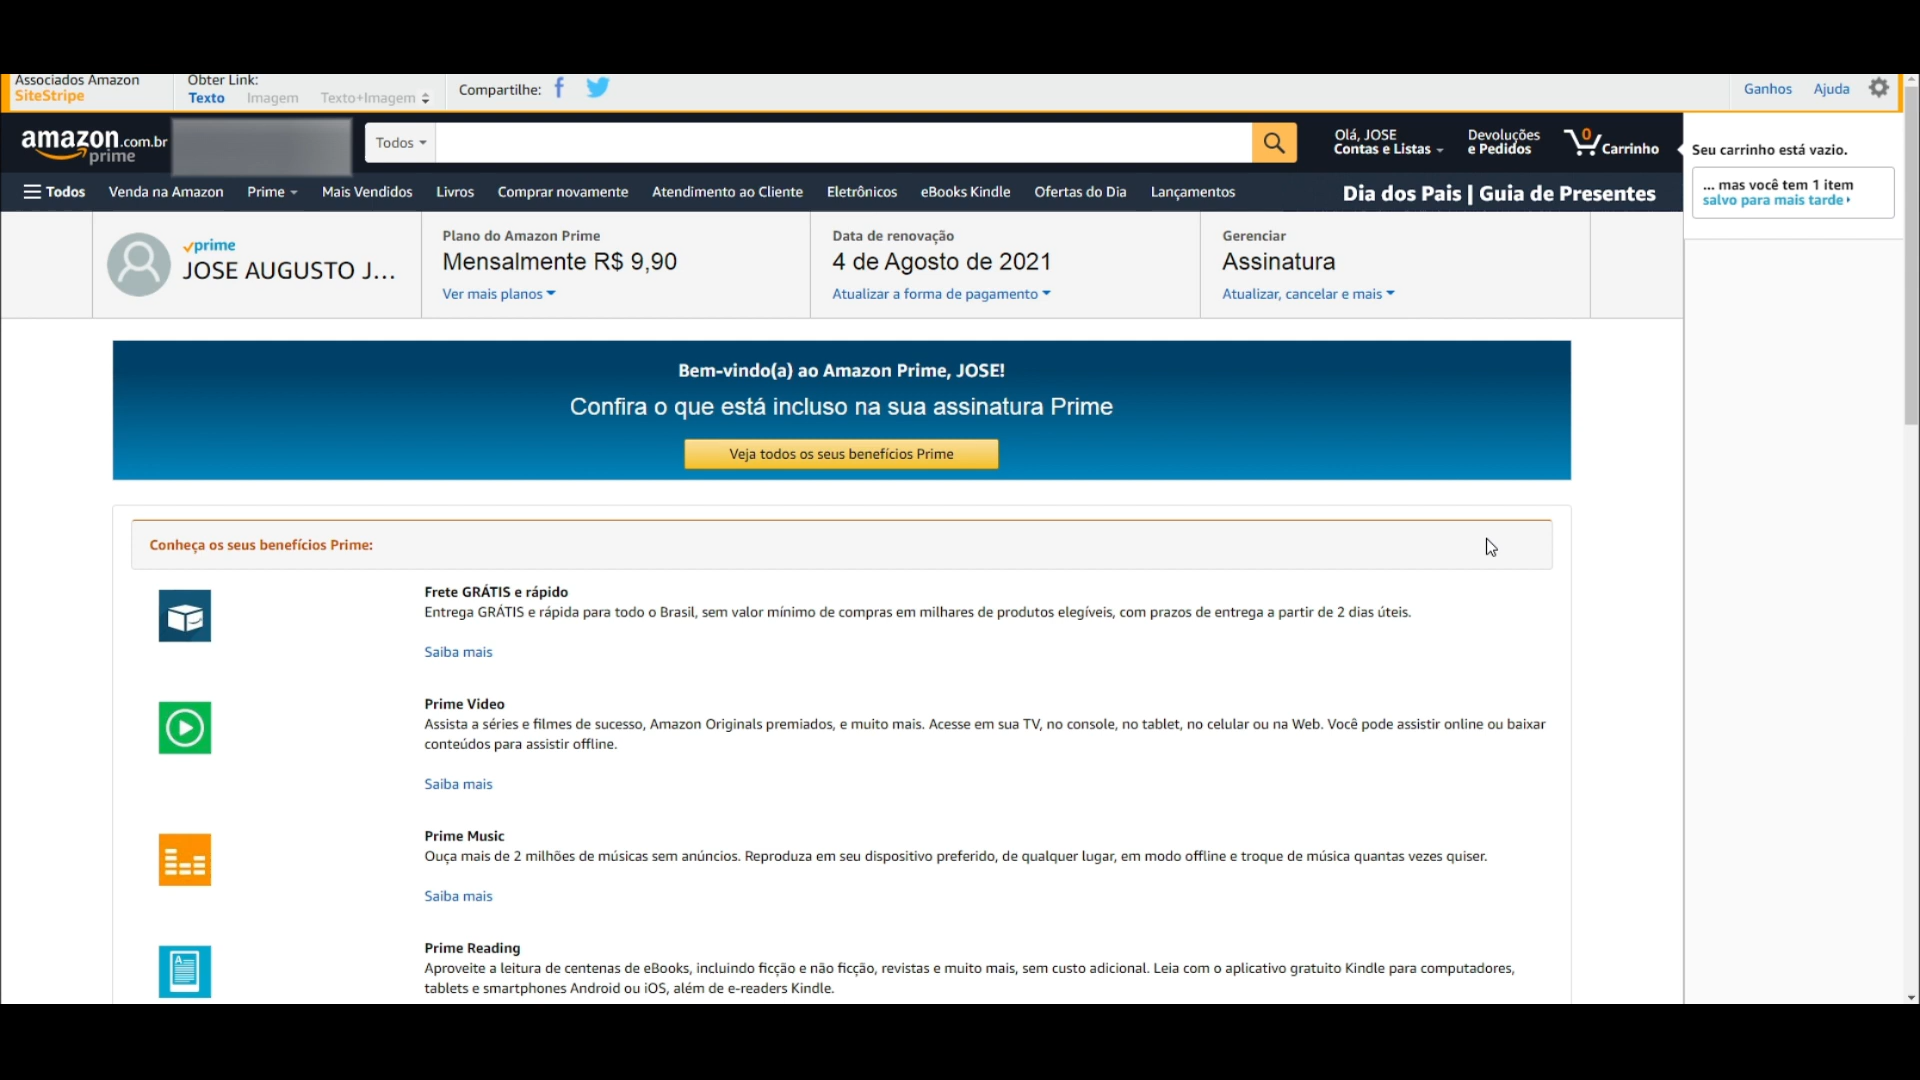 Associados Amazon
SiteStripe
Obter Link:
Texto Imagem Texto+Imagem
Compartilhe:
Ganhos Ajuda
amazon.com.br
prime
Todos
Olá, JOSE
Contas e Listas
Devoluções
e Pedidos
0
Carrinho
Seu carrinho está vazio.
... mas você tem 1 item
salvo para mais tarde
Todos Venda na Amazon Prime Mais Vendidos Livros Comprar novamente Atendimento ao Cliente Eletrônicos eBooks Kindle Ofertas do Dia Lançamentos Dia dos Pais | Guia de Presentes
prime
JOSE AUGUSTO J...
Plano do Amazon Prime
Mensalmente R$ 9,90
Ver mais planos
Data de renovação
4 de Agosto de 2021
Atualizar a forma de pagamento
Gerenciar
Assinatura
Atualizar, cancelar e mais
Bem-vindo(a) ao Amazon Prime, JOSE!
Confira o que está incluso na sua assinatura Prime
Veja todos os seus benefícios Prime
Conheça os seus benefícios Prime:
Frete GRÁTIS e rápido
Entrega GRÁTIS e rápida para todo o Brasil, sem valor mínimo de compras em milhares de produtos elegíveis, com prazos de entrega a partir de 2 dias úteis.
Saiba mais
Prime Video
Assista a séries e filmes de sucesso, Amazon Originals premiados, e muito mais. Acesse em sua TV, no console, no tablet, no celular ou na Web. Você pode assistir online ou baixar
conteúdos para assistir offline.
Saiba mais
Prime Music
Ouça mais de 2 milhões de músicas sem anúncios. Reproduza em seu dispositivo preferido, de qualquer lugar, em modo offline e troque de música quantas vezes quiser.
Saiba mais
Prime Reading
Aproveite a leitura de centenas de eBooks, incluindo ficção e não ficção, revistas e muito mais, sem custo adicional. Leia com o aplicativo gratuito Kindle para computadores,
tablets e smartphones Android ou iOS, além de e-readers Kindle.